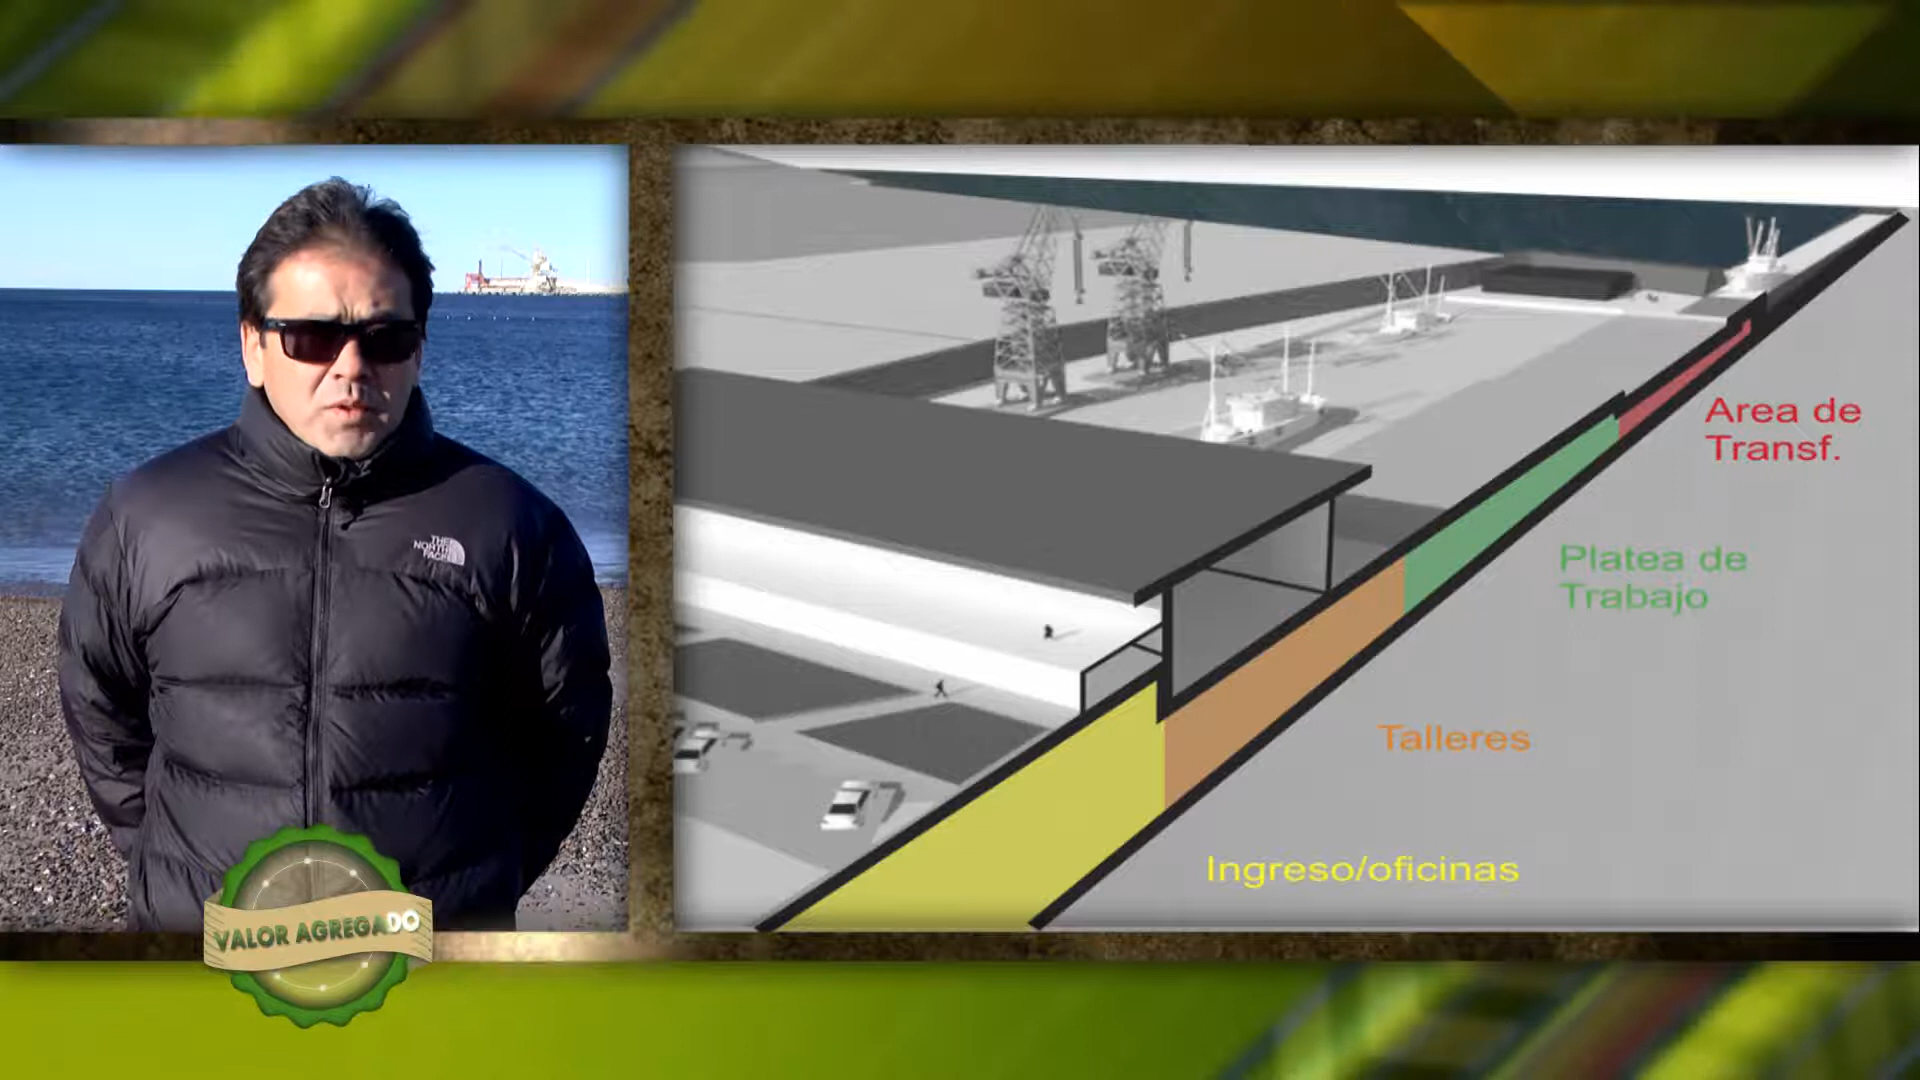 THE
NORTH
FACE
VALOR AGREGADO
Area de
Transf.
Platea de
Trabajo
Talleres
Ingreso/oficinas